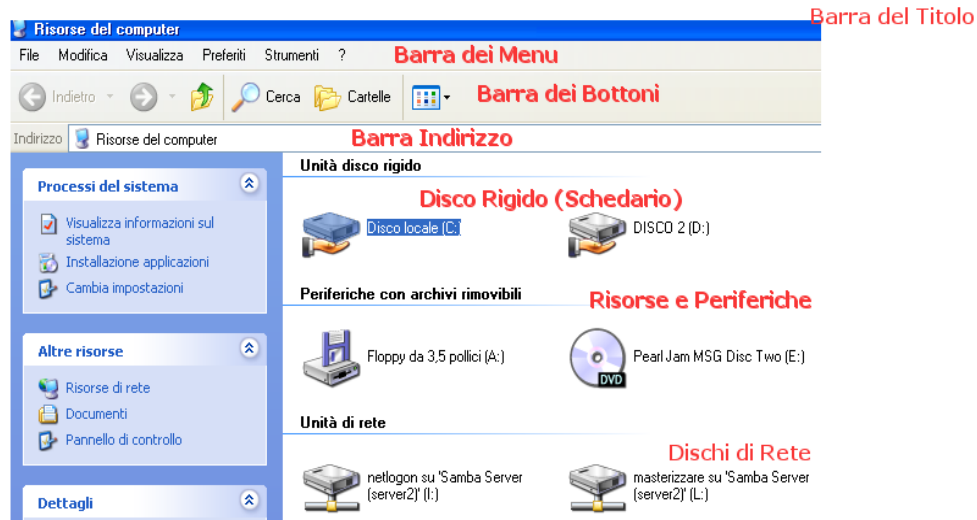 Barra del Titolo
Risorse del computer
File Modifica Visualizza Preferiti Strumenti ? Barra dei Menu
Indietro Cerca Cartelle Barra dei Bottoni
Indirizzo Risorse del computer Barra Indirizzo
Processi del sistema
Visualizza informazioni sul
sistema
Installazione applicazioni
Cambia impostazioni
Altre risorse
Risorse di rete
Documenti
Pannello di controllo
Dettagli
Unità disco rigido
Disco Rigido (Schedario)
Disco locale (C:) DISCO 2 (D:)
Periferiche con archivi rimovibili
Risorse e Periferiche
Floppy da 3,5 pollici (A:) DVD Pearl Jam MSG Disc Two (E:)
Unità di rete
Dischi di Rete
netlogon su 'Samba Server
(server2)' (I:)
masterizzare su 'Samba Server
(server2)' (L:)